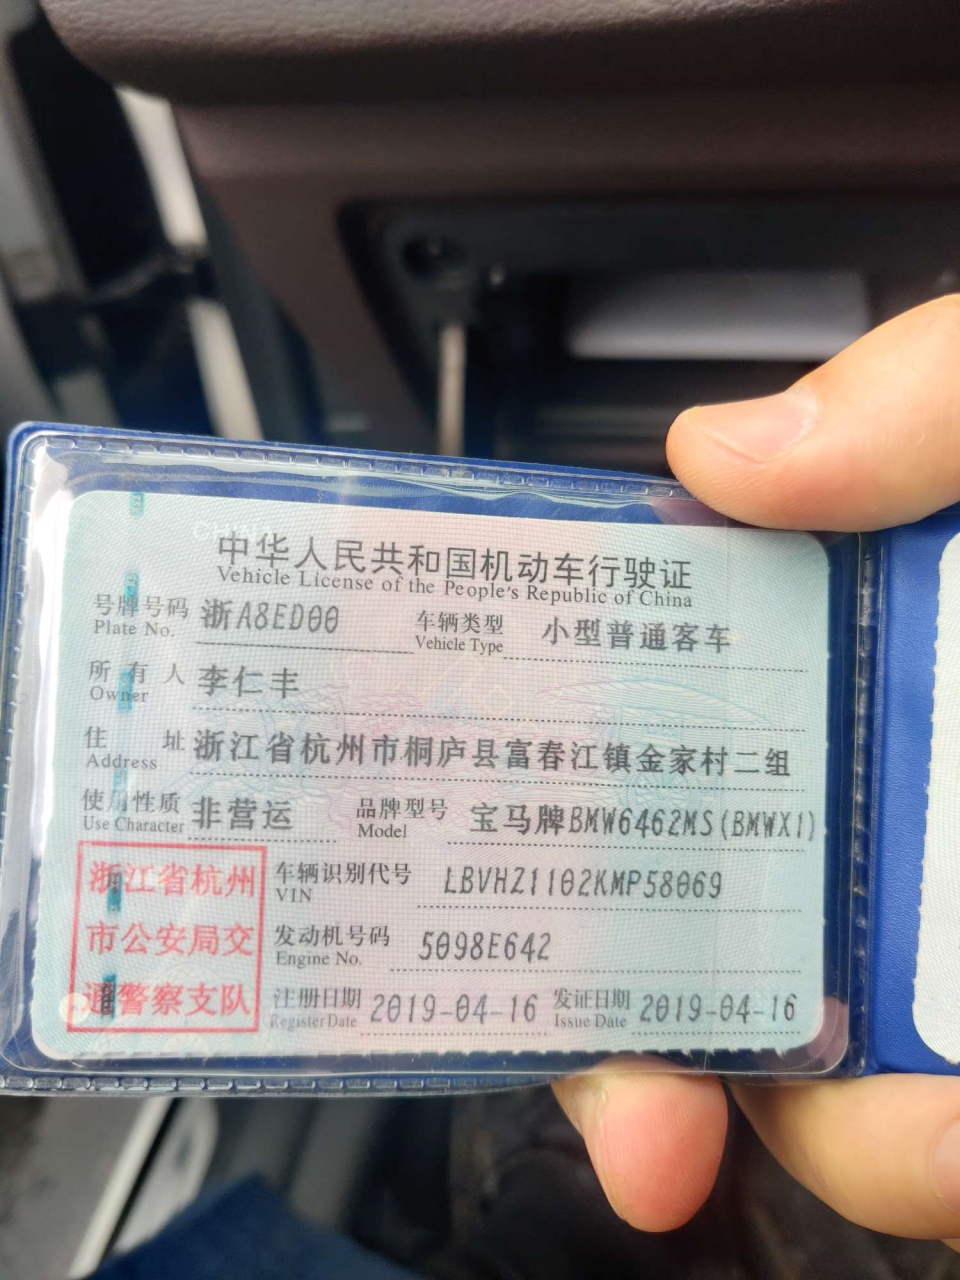 CHINA
中华人民共和国机动车行驶证
Vehicle License of the People's Republic of China
号牌号码 浙A8ED00 车辆类型 小型普通客车
Plate No. Vehicle Type
所有人 李仁丰
Owner
住址 浙江省杭州市桐庐县富春江镇金家村二组
Address
使用性质 非营运 品牌型号 宝马牌BMW6462MS(BMWX1)
Use Character Model
浙江省杭州
市公安局交
通警察支队
车辆识别代号 LBVHZ1102KMP58069
VIN
发动机号码 5098E642
Engine No.
注册日期 2019-04-16 发证日期 2019-04-16
Register Date Issue Date